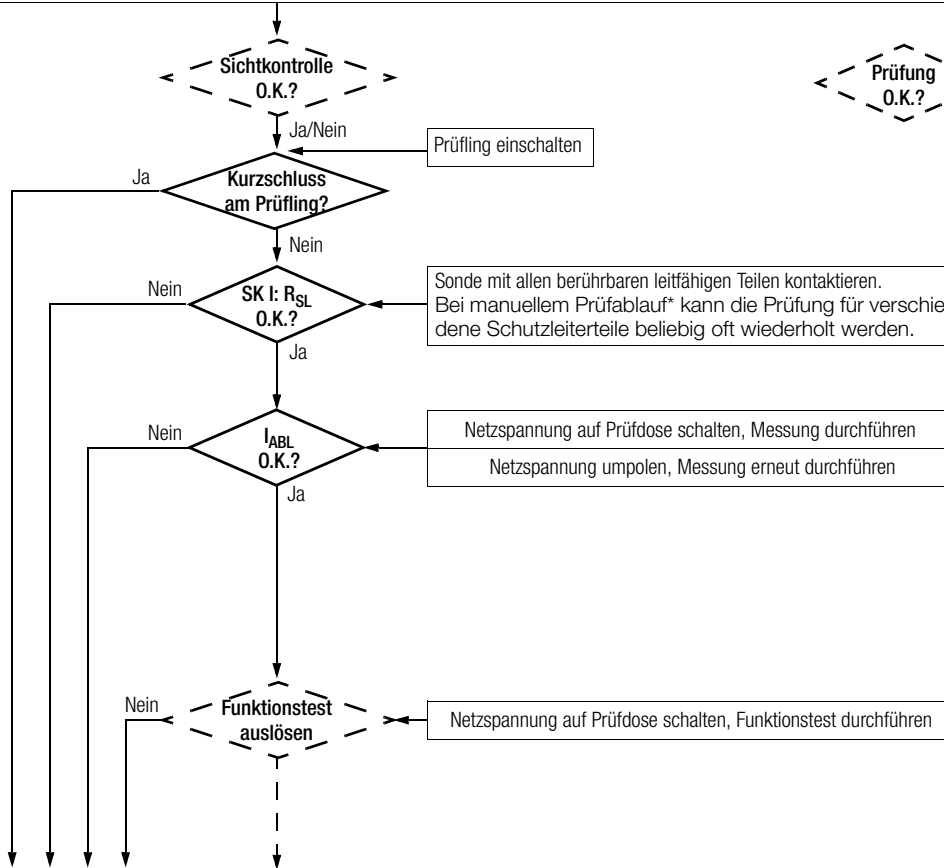 Sichtkontrolle
O.K.?
Prüfung
O.K.?
Ja/Nein
Prüfling einschalten
Ja
Kurzschluss
am Prüfling?
Nein
Nein
SK I: RSL
O.K.?
Sonde mit allen berührbaren leitfähigen Teilen kontaktieren.
Bei manuellem Prüfablauf* kann die Prüfung für verschie
dene Schutzleiterteile beliebig oft wiederholt werden.
Ja
Nein
IABL
O.K.?
Netzspannung auf Prüfdose schalten, Messung durchführen
Netzspannung umpolen, Messung erneut durchführen
Ja
Nein
Funktionstest
auslösen
Netzspannung auf Prüfdose schalten, Funktionstest durchführen